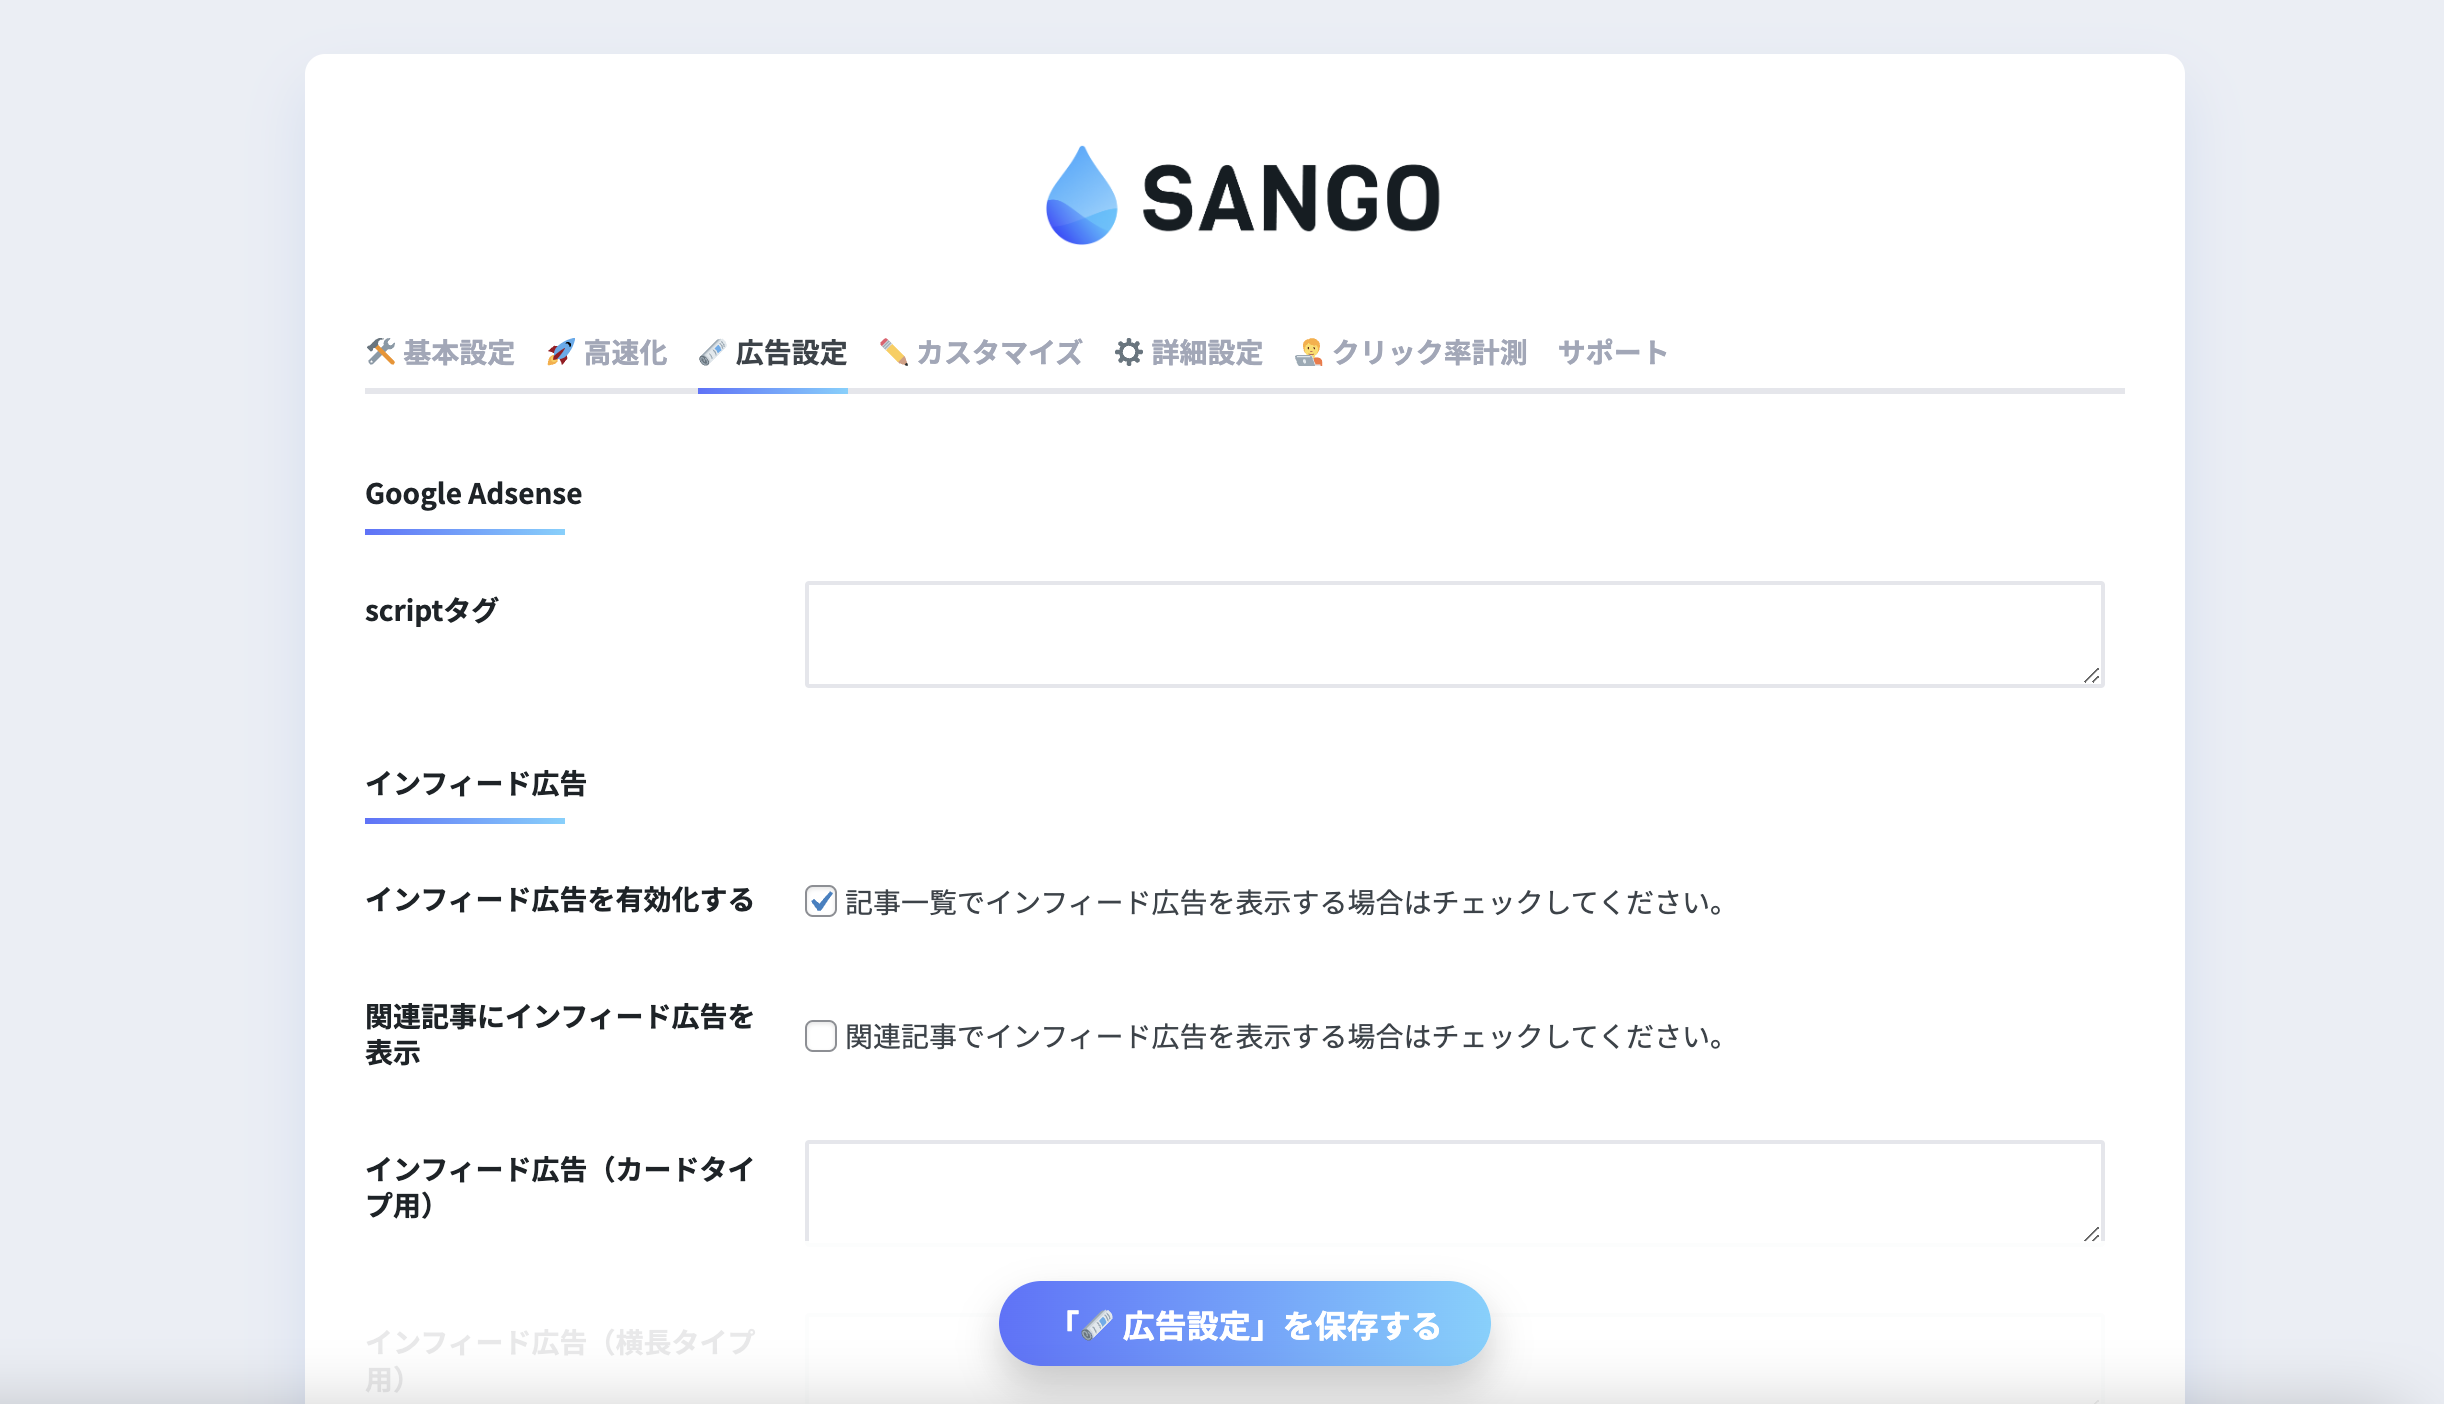 SANGO
🛠 基本設定 🚀 高速化 🗞 広告設定 ✏️ カスタマイズ ⚙ 詳細設定 🧑‍💻 クリック率計測 サポート
Google Adsense
scriptタグ
インフィード広告
インフィード広告を有効化する
記事一覧でインフィード広告を表示する場合はチェックしてください。
関連記事にインフィード広告を
表示
関連記事でインフィード広告を表示する場合はチェックしてください。
インフィード広告（カードタイ
プ用）
インフィード広告（横長タイプ
用）
「🗞 広告設定」を保存する